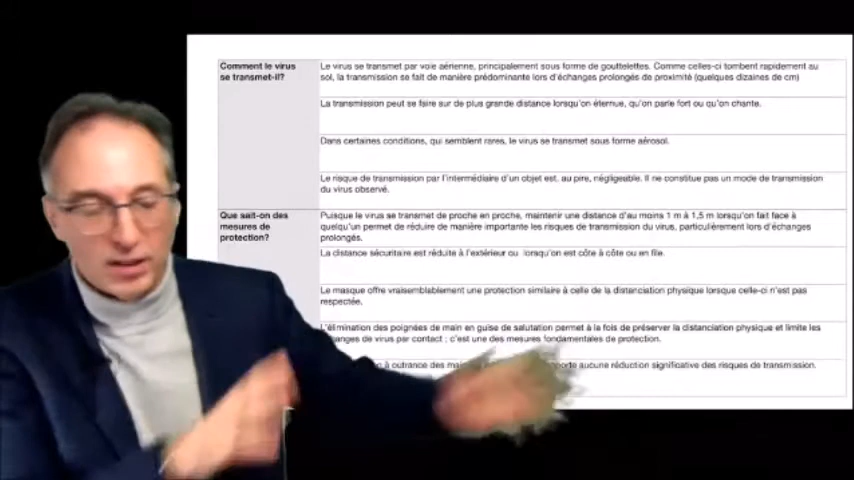 Comment le virus
se transmet-il?
Le virus se transmet par voie aérienne, principalement sous forme de gouttelettes. Comme celles-ci tombent rapidement au
sol, la transmission se fait de manière prédominante lors d'échanges prolongés de proximité (quelques dizaines de cm)
La transmission peut se faire sur de plus grande distance lorsqu'on éternue, qu'on parle fort ou qu'on chante.
Dans certaines conditions, qui semblent rares, le virus se transmet sous forme aérosol.
Le risque de transmission par l'intermédiaire d'un objet est, au pire, négligeable. Il ne constitue pas un mode de transmission
du virus observé.
Que sait-on des
mesures de
protection?
Puisque le virus se transmet de proche en proche, maintenir une distance d'au moins 1 m à 1,5 m lorsqu'on fait face à
quelqu'un permet de réduire de manière importante les risques de transmission du virus, particulièrement lors d'échanges
prolongés.
La distance sécuritaire est réduite à l'extérieur ou lorsqu'on est côte à côte ou en file.
Le masque offre vraisemblablement une protection similaire à celle de la distanciation physique lorsque celle-ci n'est pas
respectée.
L'élimination des poignées de main en guise de salutation permet à la fois de préserver la distanciation physique et limite les
de virus par contact ; c'est une des mesures fondamentales de protection.
à outrance des aucune réduction significative des risques de transmission.